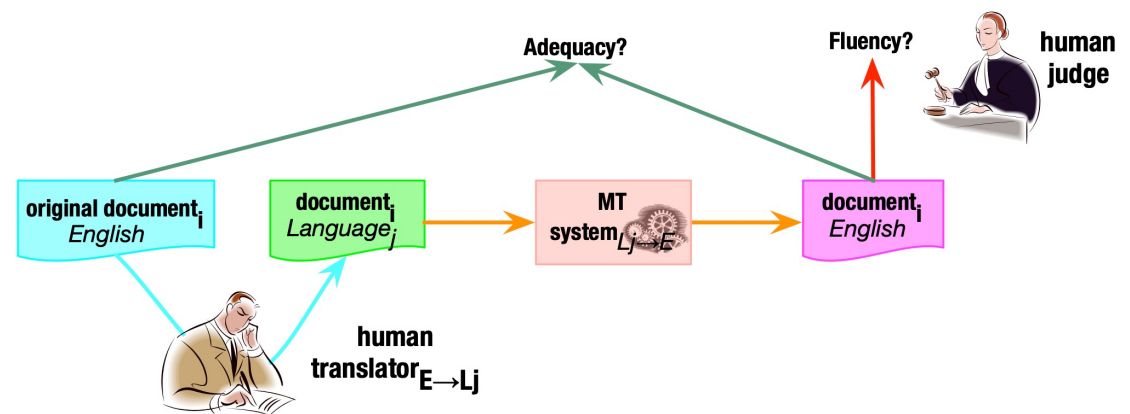 Adequacy?
Fluency?
human
judge
original document i
English
document i
Language j
MT
system Lj→E
document i
English
human
translator E→Lj